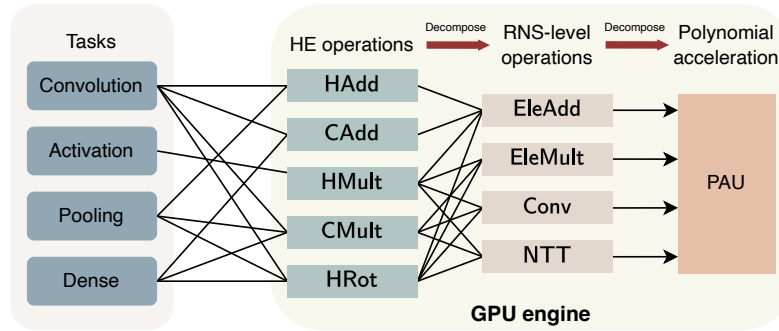 Tasks
Convolution
Activation
Pooling
Dense
HE operations
HAdd
CAdd
HMult
CMult
HRot
Decompose
RNS-level
operations
EleAdd
EleMult
Conv
NTT
Decompose
Polynomial
acceleration
PAU
GPU engine